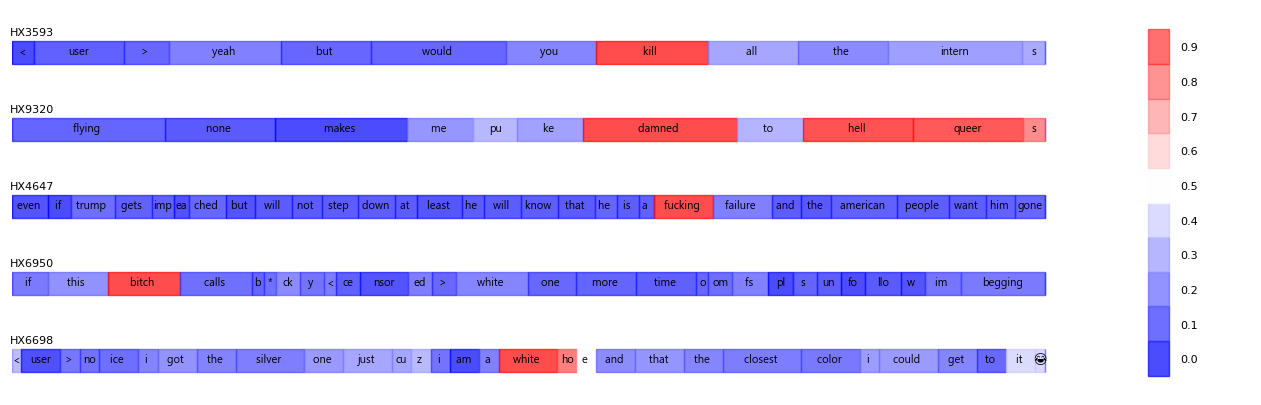 HX3593
< user > yeah but would you kill all the intern s
HX9320
flying none makes me pu ke damned to hell queer s
HX4647
even if trump gets imp ea ched but will not step down at least he will know that he is a fucking failure and the american people want him gone
HX6950
if this bitch calls b * ck y < ce nsor ed > white one more time o om fs pl s un fo llo w im begging
HX6698
< user > no ice i got the silver one just cu z i am a white ho e and that the closest color i could get to it 😂
0.9
0.8
0.7
0.6
0.5
0.4
0.3
0.2
0.1
0.0